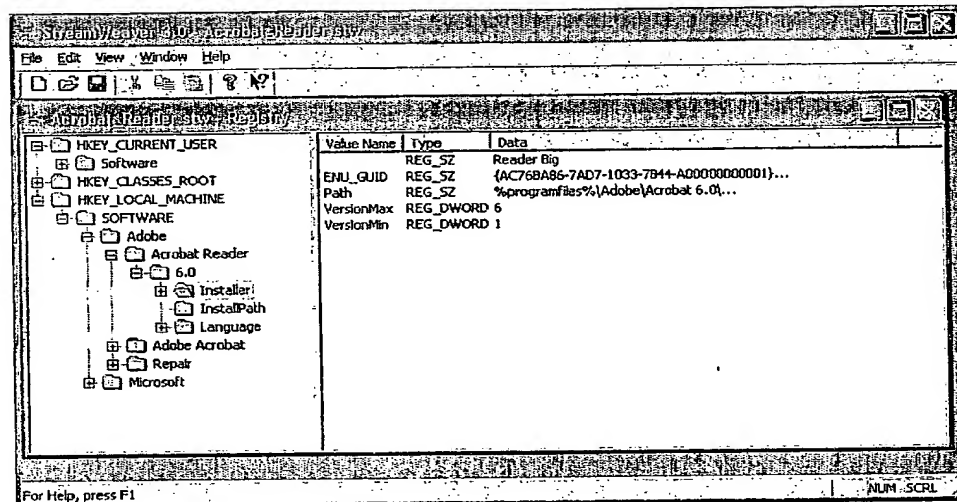 StreamWeaver 3.0 - Acrobat-Reader.stw
File Edit View Window Help
Acrobat-Reader.stw : Registry
HKEY_CURRENT_USER
Software
HKEY_CLASSES_ROOT
HKEY_LOCAL_MACHINE
SOFTWARE
Adobe
Acrobat Reader
6.0
Installer
InstallPath
Language
Adobe Acrobat
Repair
Microsoft
Value Name Type Data
REG_SZ Reader Big
ENU_GUID REG_SZ {AC76BA86-7AD7-1033-7B44-A00000000001}...
Path REG_SZ %programfiles%\Adobe\Acrobat 6.0\...
VersionMax REG_DWORD 6
VersionMin REG_DWORD 1
For Help, press F1
NUM SCRL